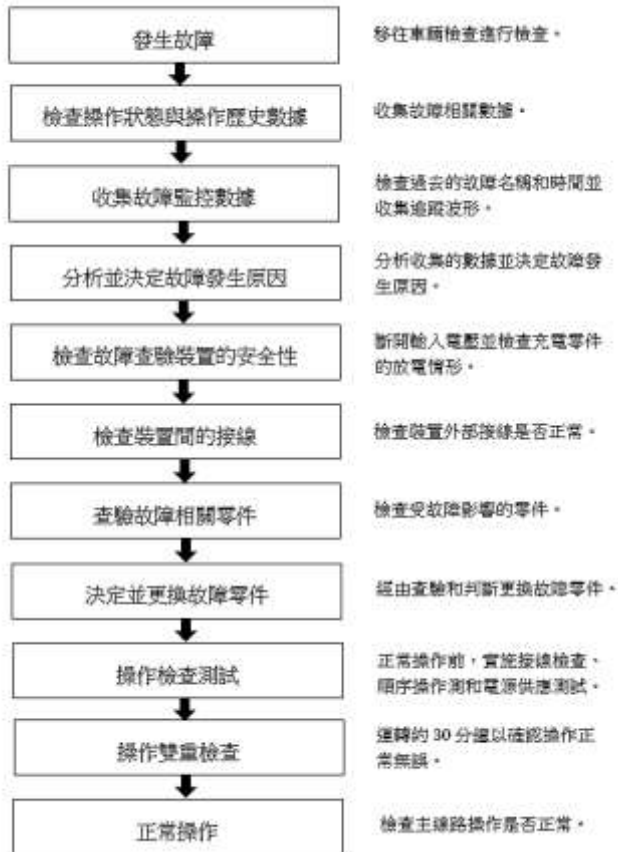 發生故障
移往車輛檢查進行檢查。
檢查操作狀態與操作歷史數據
收集故障相關數據。
收集故障監控數據
檢查過去的故障名稱和時間並
收集追蹤波形。
分析並決定故障發生原因
分析收集的數據並決定故障發
生原因。
檢查故障查驗裝置的安全性
斷開輸入電壓並檢查充電零件
的放電情形。
檢查裝置間的接線
檢查裝置外部接線是否正常。
查驗故障相關零件
檢查受故障影響的零件。
決定並更換故障零件
經由查驗和判斷更換故障零件。
操作檢查測試
正常操作前，實施接線檢查、
順序操作測和電源供應測試。
操作雙重檢查
運轉約 30 分鐘以確認操作正
常無誤。
正常操作
檢查主線路操作是否正常。